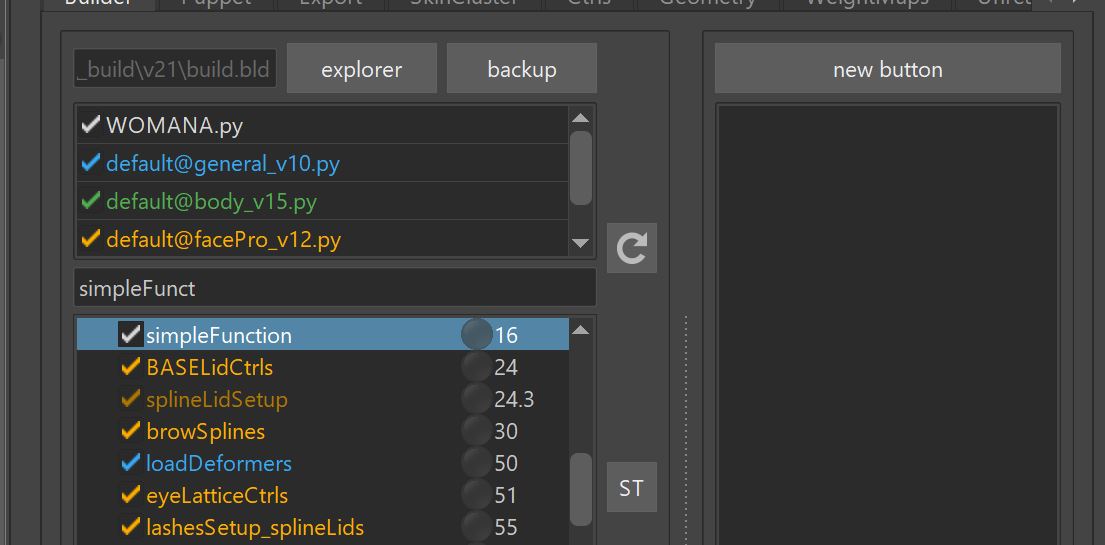 Builder Puppet Export SkinCluster Ctrls Geometry WeightMaps
_build\v21\build.bld explorer backup new button
WOMANA.py
default@general_v10.py
default@body_v15.py
default@facePro_v12.py
simpleFunct
simpleFunction 16
BASELidCtrls 24
splineLidSetup 24.3
browSplines 30
loadDeformers 50
eyeLatticeCtrls 51
ST
lashesSetup_splineLids 55